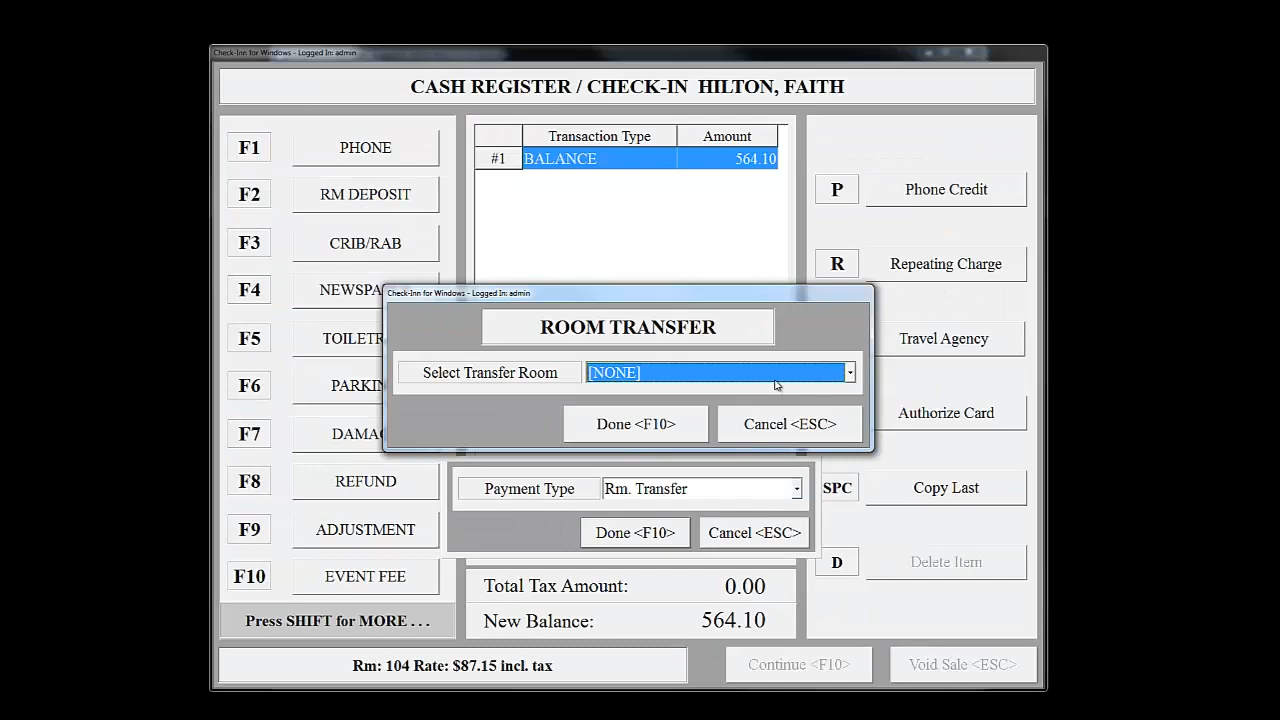 Check-Inn for Windows - Logged In: admin
CASH REGISTER / CHECK-IN HILTON, FAITH
F1 PHONE
F2 RM DEPOSIT
F3 CRIB/RAB
F4 NEWSPA
F5 TOILETR
F6 PARKIN
F7 DAMAG
F8 REFUND
F9 ADJUSTMENT
F10 EVENT FEE
Press SHIFT for MORE . . .
Transaction Type Amount
#1 BALANCE 564.10
Check-Inn for Windows - Logged In: admin
ROOM TRANSFER
Select Transfer Room [NONE]
Done <F10> Cancel <ESC>
Payment Type Rm. Transfer
Done <F10> Cancel <ESC>
Total Tax Amount: 0.00
New Balance: 564.10
P Phone Credit
R Repeating Charge
Travel Agency
Authorize Card
SPC Copy Last
D Delete Item
Rm: 104 Rate: $87.15 incl. tax
Continue <F10> Void Sale <ESC>